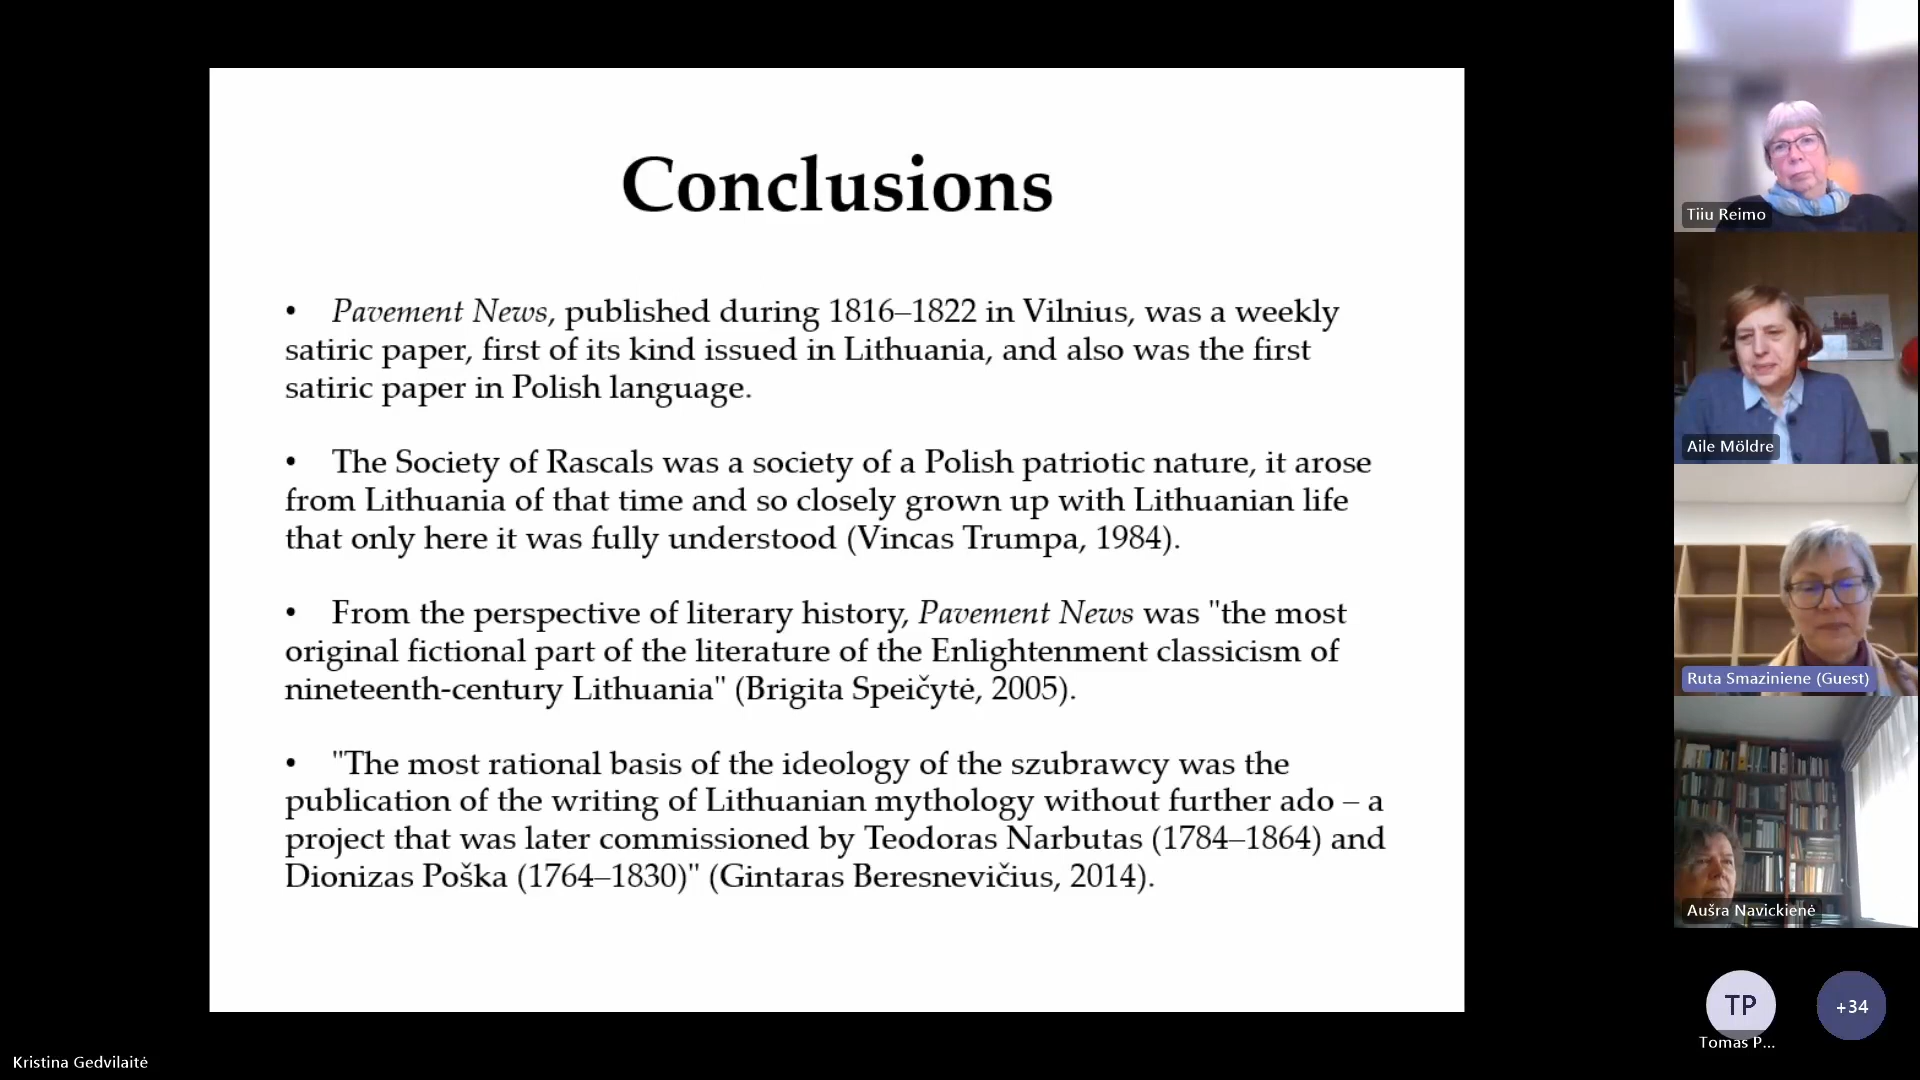 Conclusions
• Pavement News, published during 1816–1822 in Vilnius, was a weekly
satiric paper, first of its kind issued in Lithuania, and also was the first
satiric paper in Polish language.
• The Society of Rascals was a society of a Polish patriotic nature, it arose
from Lithuania of that time and so closely grown up with Lithuanian life
that only here it was fully understood (Vincas Trumpa, 1984).
• From the perspective of literary history, Pavement News was "the most
original fictional part of the literature of the Enlightenment classicism of
nineteenth-century Lithuania" (Brigita Speičytė, 2005).
• "The most rational basis of the ideology of the szubrawcy was the
publication of the writing of Lithuanian mythology without further ado – a
project that was later commissioned by Teodoras Narbutas (1784–1864) and
Dionizas Poška (1764–1830)" (Gintaras Beresnevičius, 2014).
Tiiu Reimo
Aile Möldre
Ruta Smaziniene (Guest)
Aušra Navickienė
TP
+34
Tomas P...
Kristina Gedvilaitė